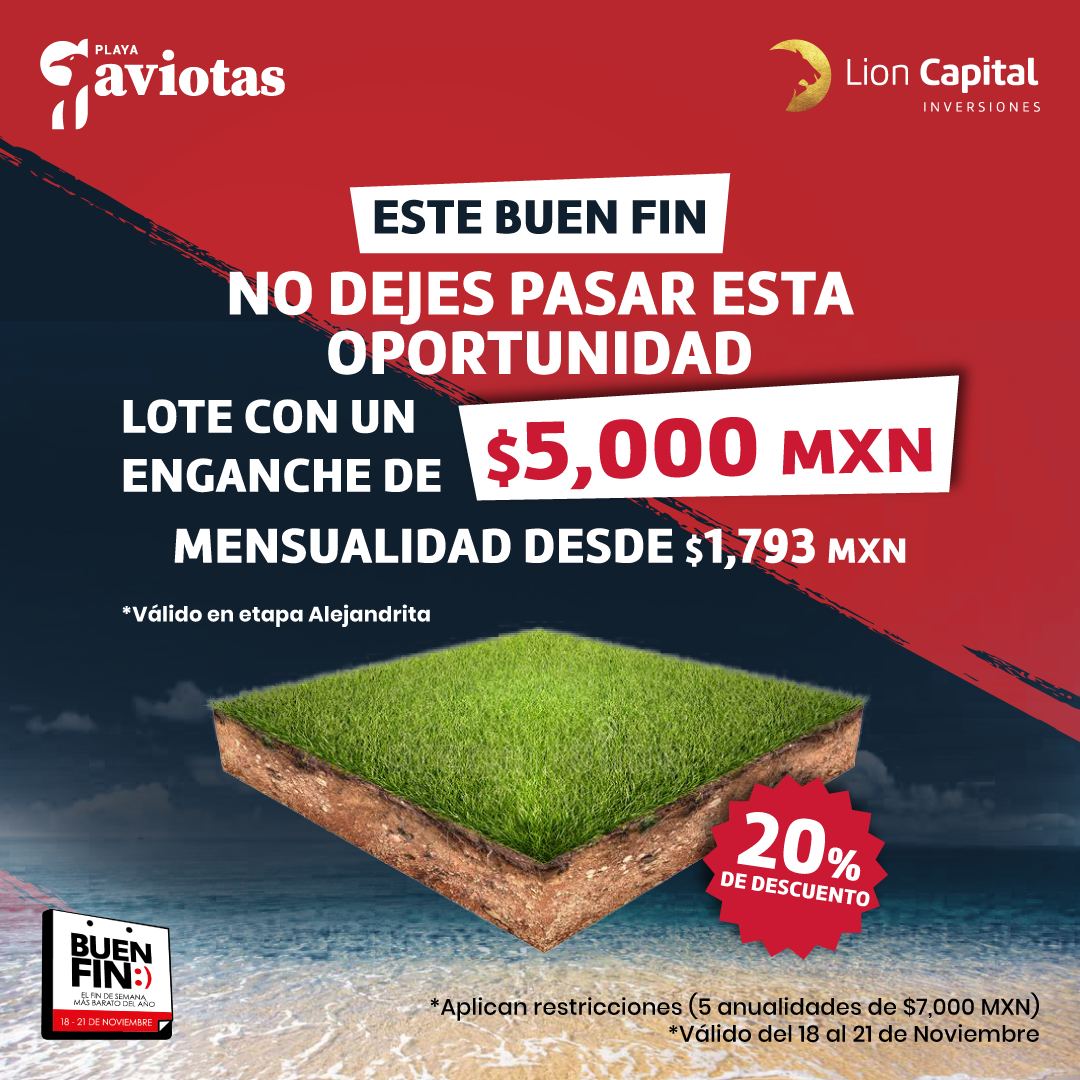 PLAYA
Gaviotas
Lion Capital
INVERSIONES
ESTE BUEN FIN
NO DEJES PASAR ESTA
OPORTUNIDAD
LOTE CON UN
ENGANCHE DE
$5,000 MXN
MENSUALIDAD DESDE $1,793 MXN
*Válido en etapa Alejandrita
20%
DE DESCUENTO
BUEN
FIN:)
EL FIN DE SEMANA
MÁS BARATO DEL AÑO
18 - 21 DE NOVIEMBRE
*Aplican restricciones (5 anualidades de $7,000 MXN)
*Válido del 18 al 21 de Noviembre